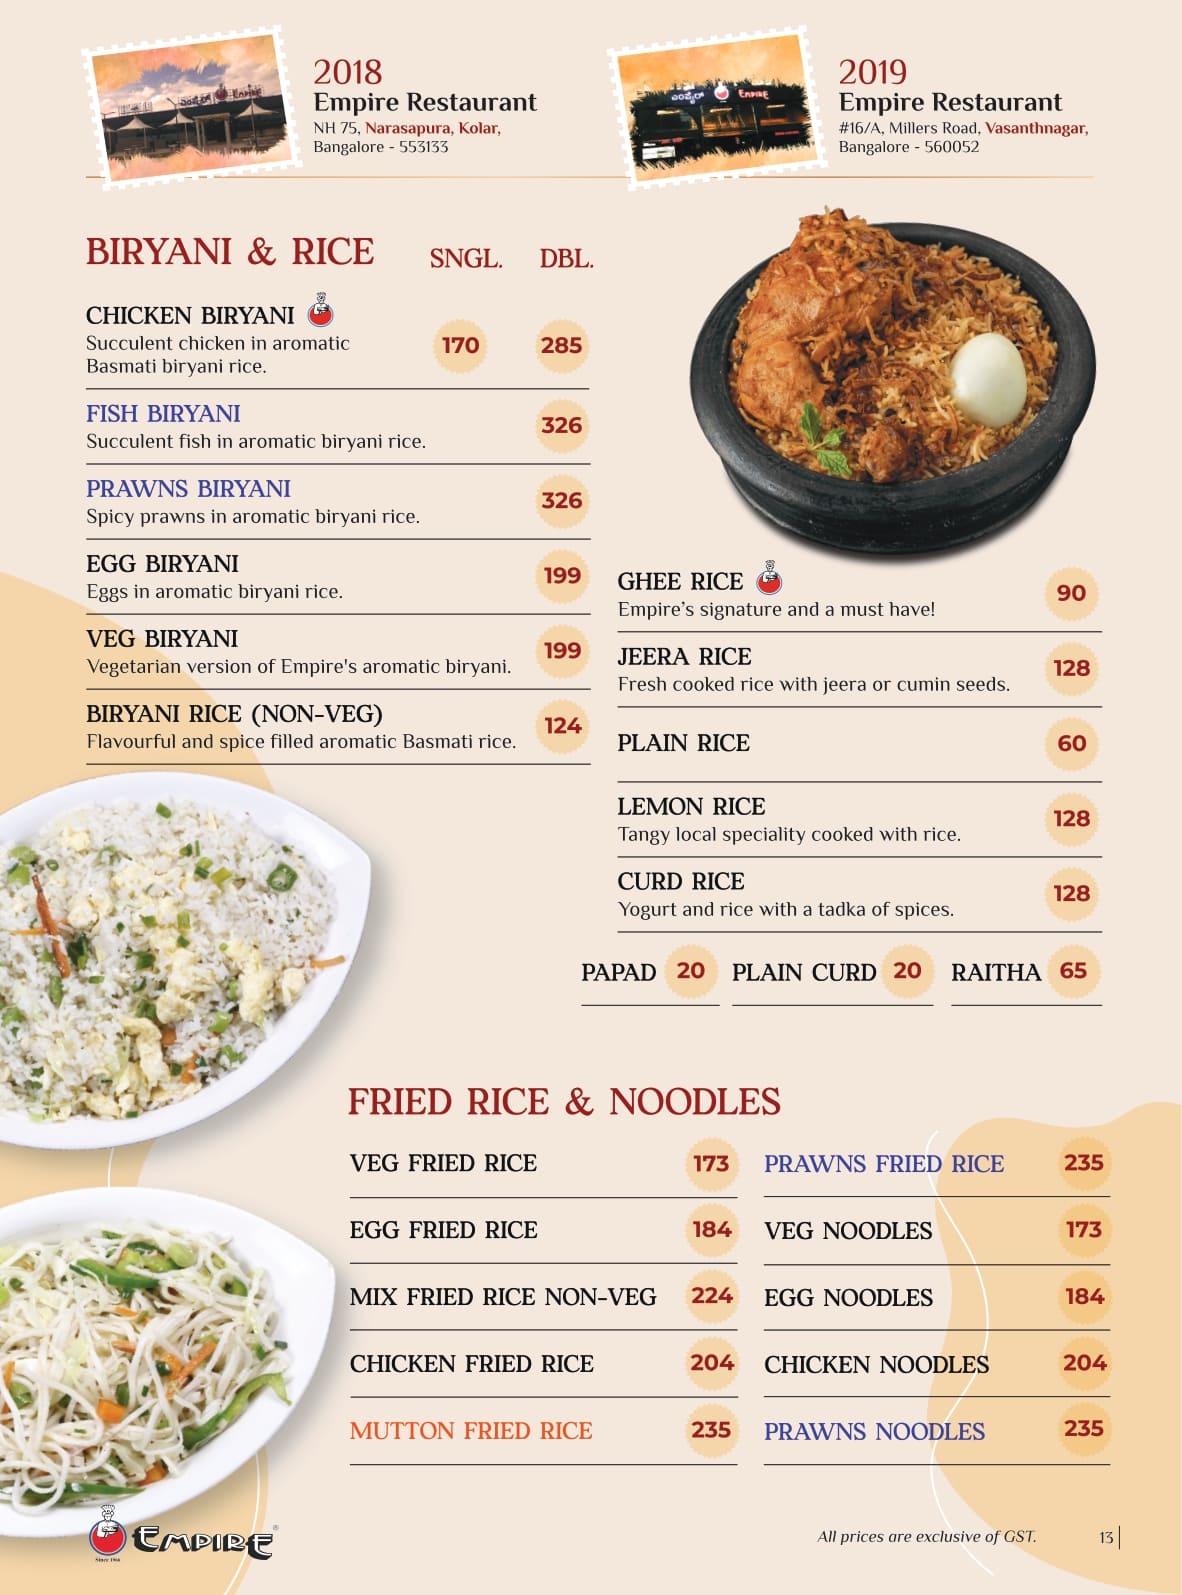 2018
Empire Restaurant
NH 75, Narasapura, Kolar,
Bangalore - 553133
2019
Empire Restaurant
#16/A, Millers Road, Vasanthnagar,
Bangalore - 560052
ಎಂಪೈರ್ EMPIRE
BIRYANI & RICE SNGL. DBL.
CHICKEN BIRYANI
Succulent chicken in aromatic
Basmati biryani rice.
170 285
FISH BIRYANI
Succulent fish in aromatic biryani rice.
326
PRAWNS BIRYANI
Spicy prawns in aromatic biryani rice.
326
EGG BIRYANI
Eggs in aromatic biryani rice.
199
VEG BIRYANI
Vegetarian version of Empire's aromatic biryani.
199
BIRYANI RICE (NON-VEG)
Flavourful and spice filled aromatic Basmati rice.
124
GHEE RICE
Empire’s signature and a must have!
90
JEERA RICE
Fresh cooked rice with jeera or cumin seeds.
128
PLAIN RICE 60
LEMON RICE
Tangy local speciality cooked with rice.
128
CURD RICE
Yogurt and rice with a tadka of spices.
128
PAPAD 20 PLAIN CURD 20 RAITHA 65
FRIED RICE & NOODLES
VEG FRIED RICE 173
EGG FRIED RICE 184
MIX FRIED RICE NON-VEG 224
CHICKEN FRIED RICE 204
MUTTON FRIED RICE 235
PRAWNS FRIED RICE 235
VEG NOODLES 173
EGG NOODLES 184
CHICKEN NOODLES 204
PRAWNS NOODLES 235
EMPIRE®
Since 1966
All prices are exclusive of GST.
13